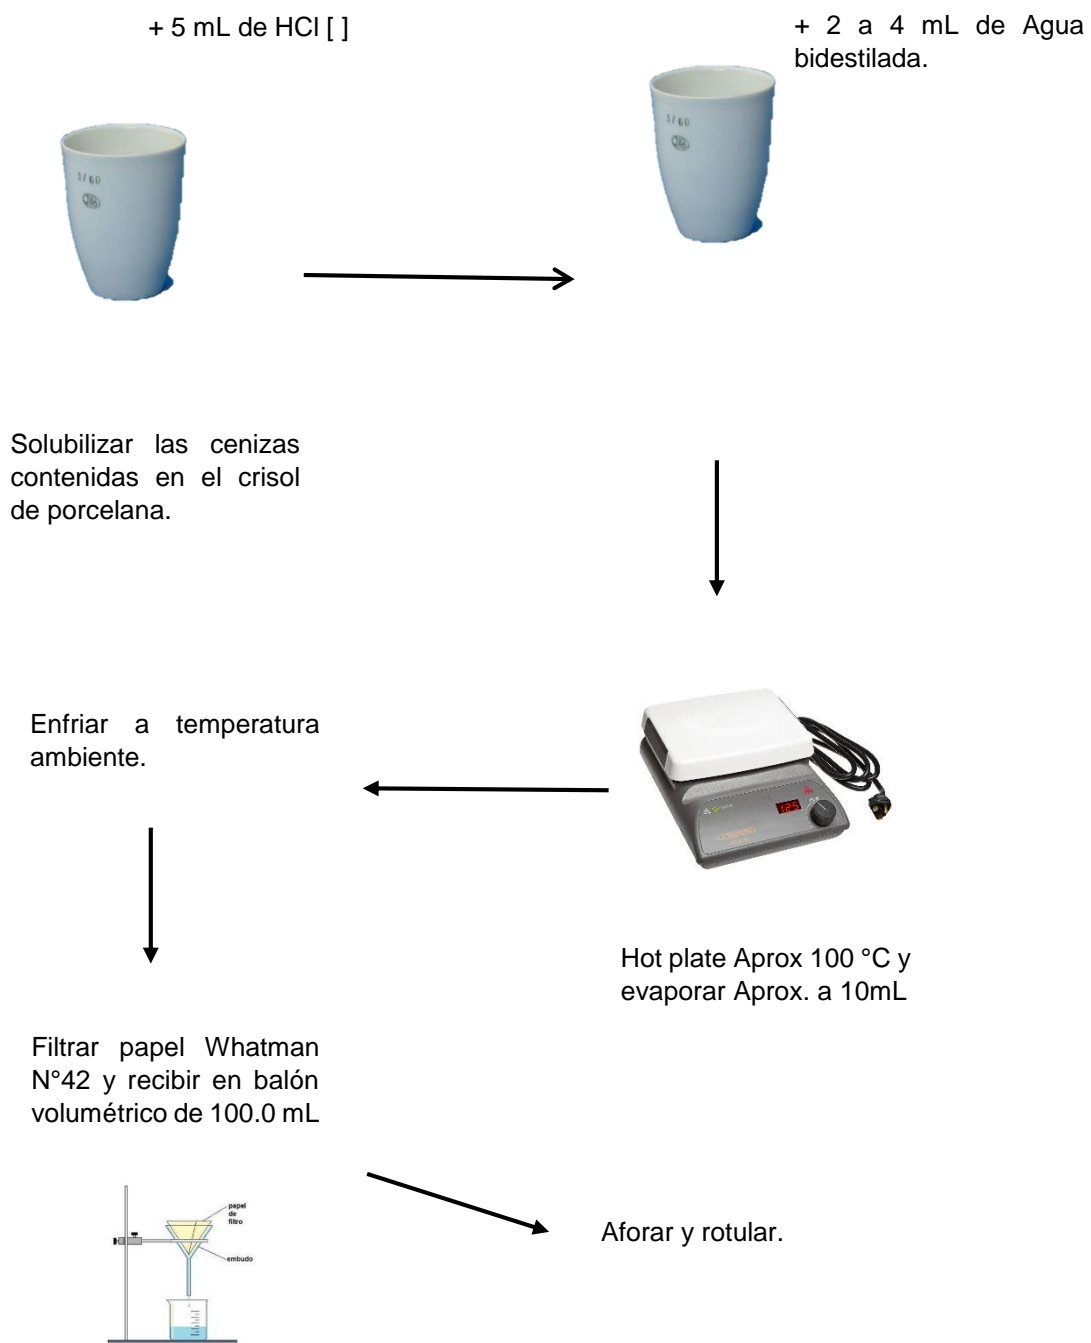 + 5 mL de HCl [ ]
+ 2 a 4 mL de Agua
bidestilada.
Solubilizar las cenizas
contenidas en el crisol
de porcelana.
Enfriar a temperatura
ambiente.
Hot plate Aprox 100 °C y
evaporar Aprox. a 10mL
Filtrar papel Whatman
N°42 y recibir en balón
volumétrico de 100.0 mL
papel
de
filtro
embudo
Aforar y rotular.